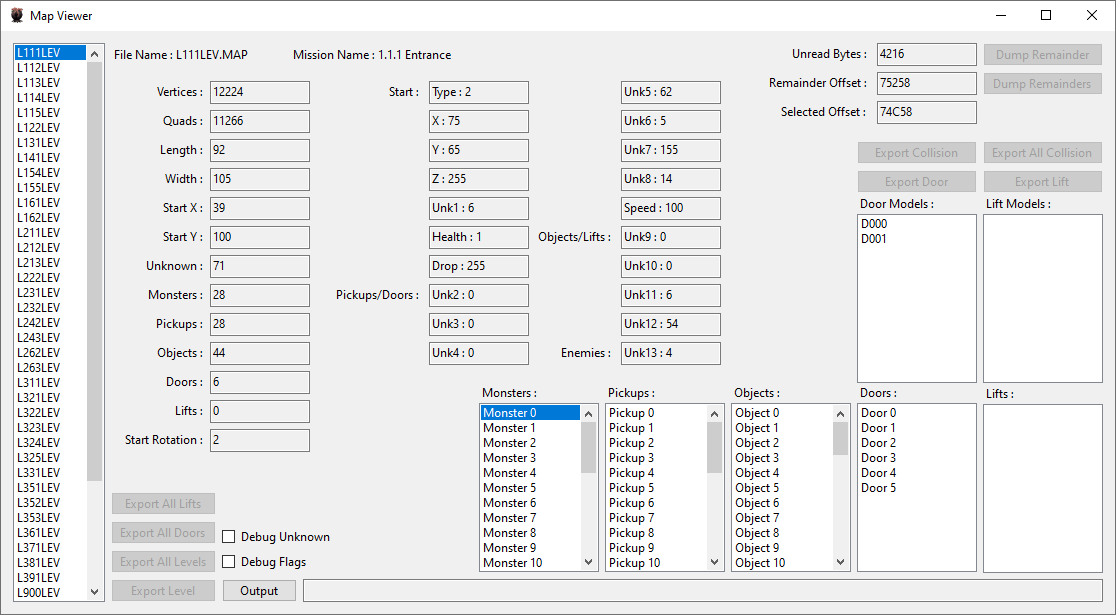 Map Viewer
L111LEV
L112LEV
L113LEV
L114LEV
L115LEV
L122LEV
L131LEV
L141LEV
L154LEV
L155LEV
L161LEV
L162LEV
L211LEV
L212LEV
L213LEV
L222LEV
L231LEV
L232LEV
L242LEV
L243LEV
L262LEV
L263LEV
L311LEV
L321LEV
L322LEV
L323LEV
L324LEV
L325LEV
L331LEV
L351LEV
L352LEV
L353LEV
L361LEV
L371LEV
L381LEV
L391LEV
L900LEV
File Name : L111LEV.MAP
Mission Name : 1.1.1 Entrance
Vertices : 12224
Quads : 11266
Length : 92
Width : 105
Start X : 39
Start Y : 100
Unknown : 71
Monsters : 28
Pickups : 28
Objects : 44
Doors : 6
Lifts : 0
Start Rotation : 2
Start : Type : 2
X : 75
Y : 65
Z : 255
Unk1 : 6
Health : 1
Drop : 255
Pickups/Doors : Unk2 : 0
Unk3 : 0
Unk4 : 0
Unk5 : 62
Unk6 : 5
Unk7 : 155
Unk8 : 14
Speed : 100
Objects/Lifts : Unk9 : 0
Unk10 : 0
Unk11 : 6
Unk12 : 54
Enemies : Unk13 : 4
Unread Bytes : 4216
Remainder Offset : 75258
Selected Offset : 74C58
Dump Remainder
Dump Remainders
Export Collision
Export All Collision
Export Door
Export Lift
Door Models :
D000
D001
Lift Models :
Monsters :
Monster 0
Monster 1
Monster 2
Monster 3
Monster 4
Monster 5
Monster 6
Monster 7
Monster 8
Monster 9
Monster 10
Pickups :
Pickup 0
Pickup 1
Pickup 2
Pickup 3
Pickup 4
Pickup 5
Pickup 6
Pickup 7
Pickup 8
Pickup 9
Pickup 10
Objects :
Object 0
Object 1
Object 2
Object 3
Object 4
Object 5
Object 6
Object 7
Object 8
Object 9
Object 10
Doors :
Door 0
Door 1
Door 2
Door 3
Door 4
Door 5
Lifts :
Export All Lifts
Export All Doors
Debug Unknown
Export All Levels
Debug Flags
Export Level
Output